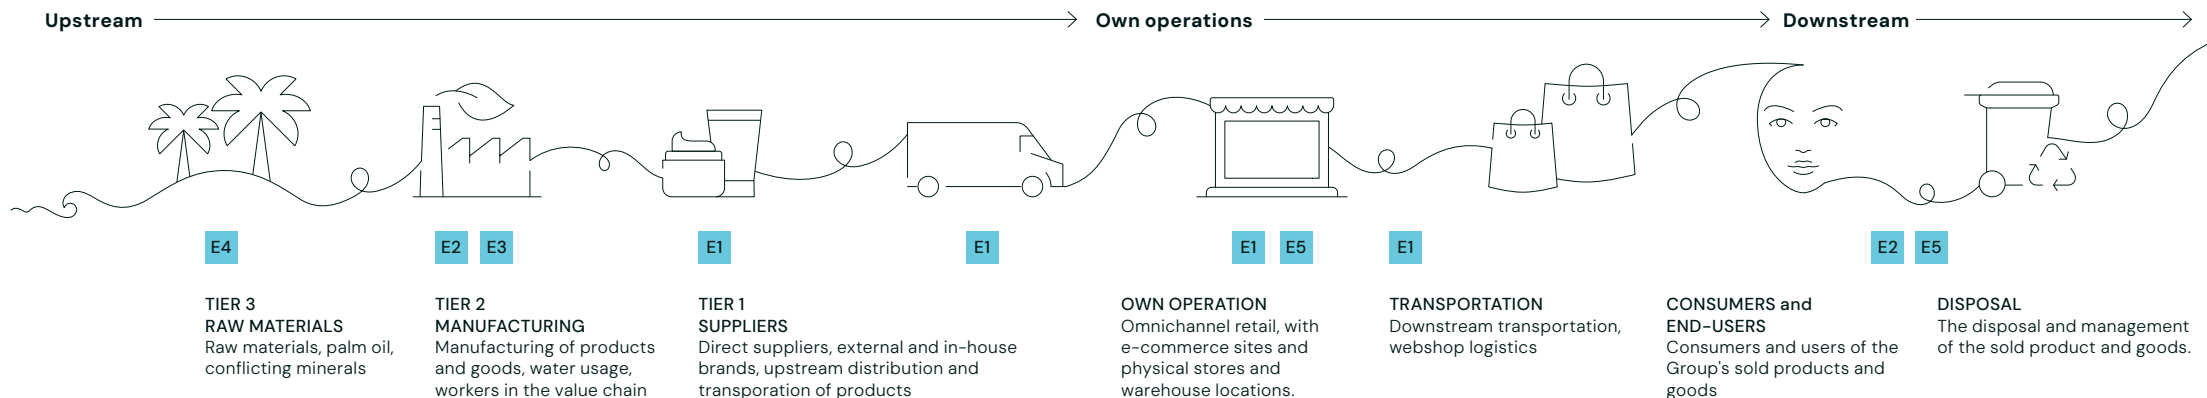 Upstream
Own operations
Downstream
E4
E2
E3
E1
E1
E1
E5
E1
E2
E5
TIER 3
RAW MATERIALS
Raw materials, palm oil,
conflicting minerals
TIER 2
MANUFACTURING
Manufacturing of products
and goods, water usage,
workers in the value chain
TIER 1
SUPPLIERS
Direct suppliers, external and in-house
brands, upstream distribution and
transporation of products
OWN OPERATION
Omnichannel retail, with
e-commerce sites and
physical stores and
warehouse locations.
TRANSPORTATION
Downstream transportation,
webshop logistics
CONSUMERS and
END-USERS
Consumers and users of the
Group's sold products and
goods
DISPOSAL
The disposal and management
of the sold product and goods.